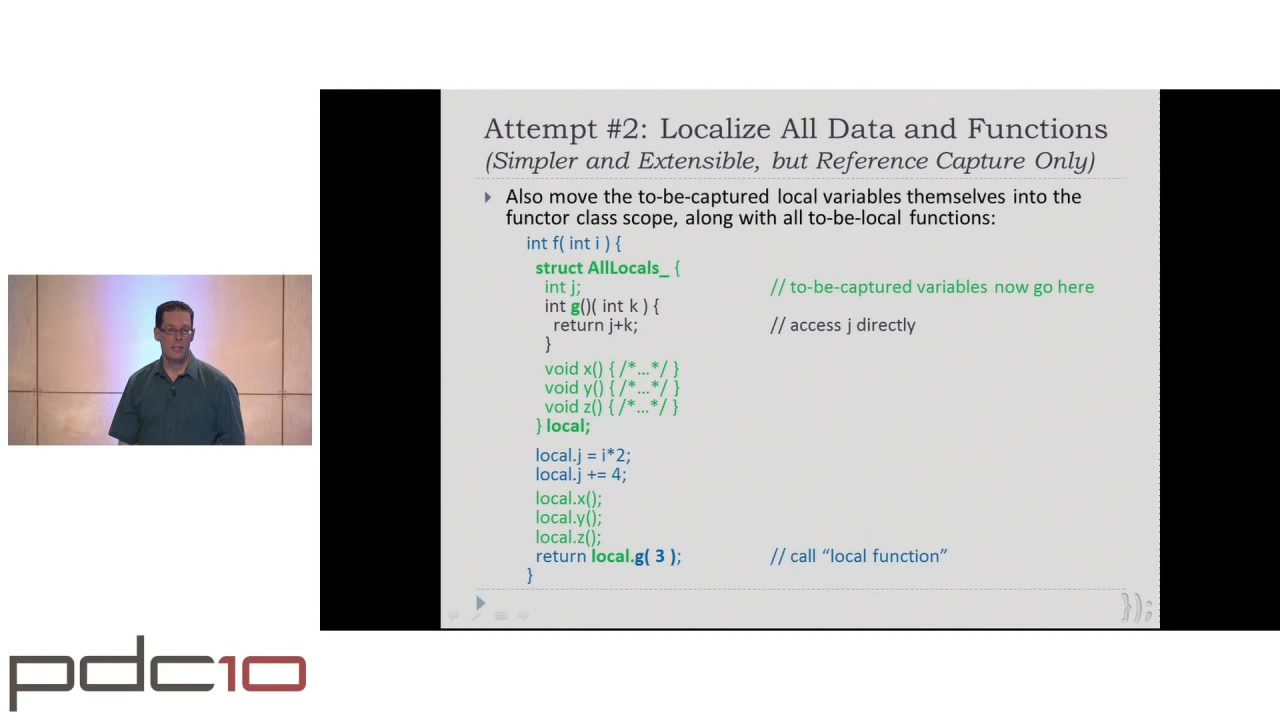 Attempt #2: Localize All Data and Functions
(Simpler and Extensible, but Reference Capture Only)
Also move the to-be-captured local variables themselves into the
functor class scope, along with all to-be-local functions:
int f( int i ) {
struct AllLocals_ {
int j; // to-be-captured variables now go here
int g()( int k ) {
return j+k; // access j directly
}
void x() { /*...*/ }
void y() { /*...*/ }
void z() { /*...*/ }
} local;
local.j = i*2;
local.j += 4;
local.x();
local.y();
local.z();
return local.g( 3 ); // call “local function”
}
});
pdc10